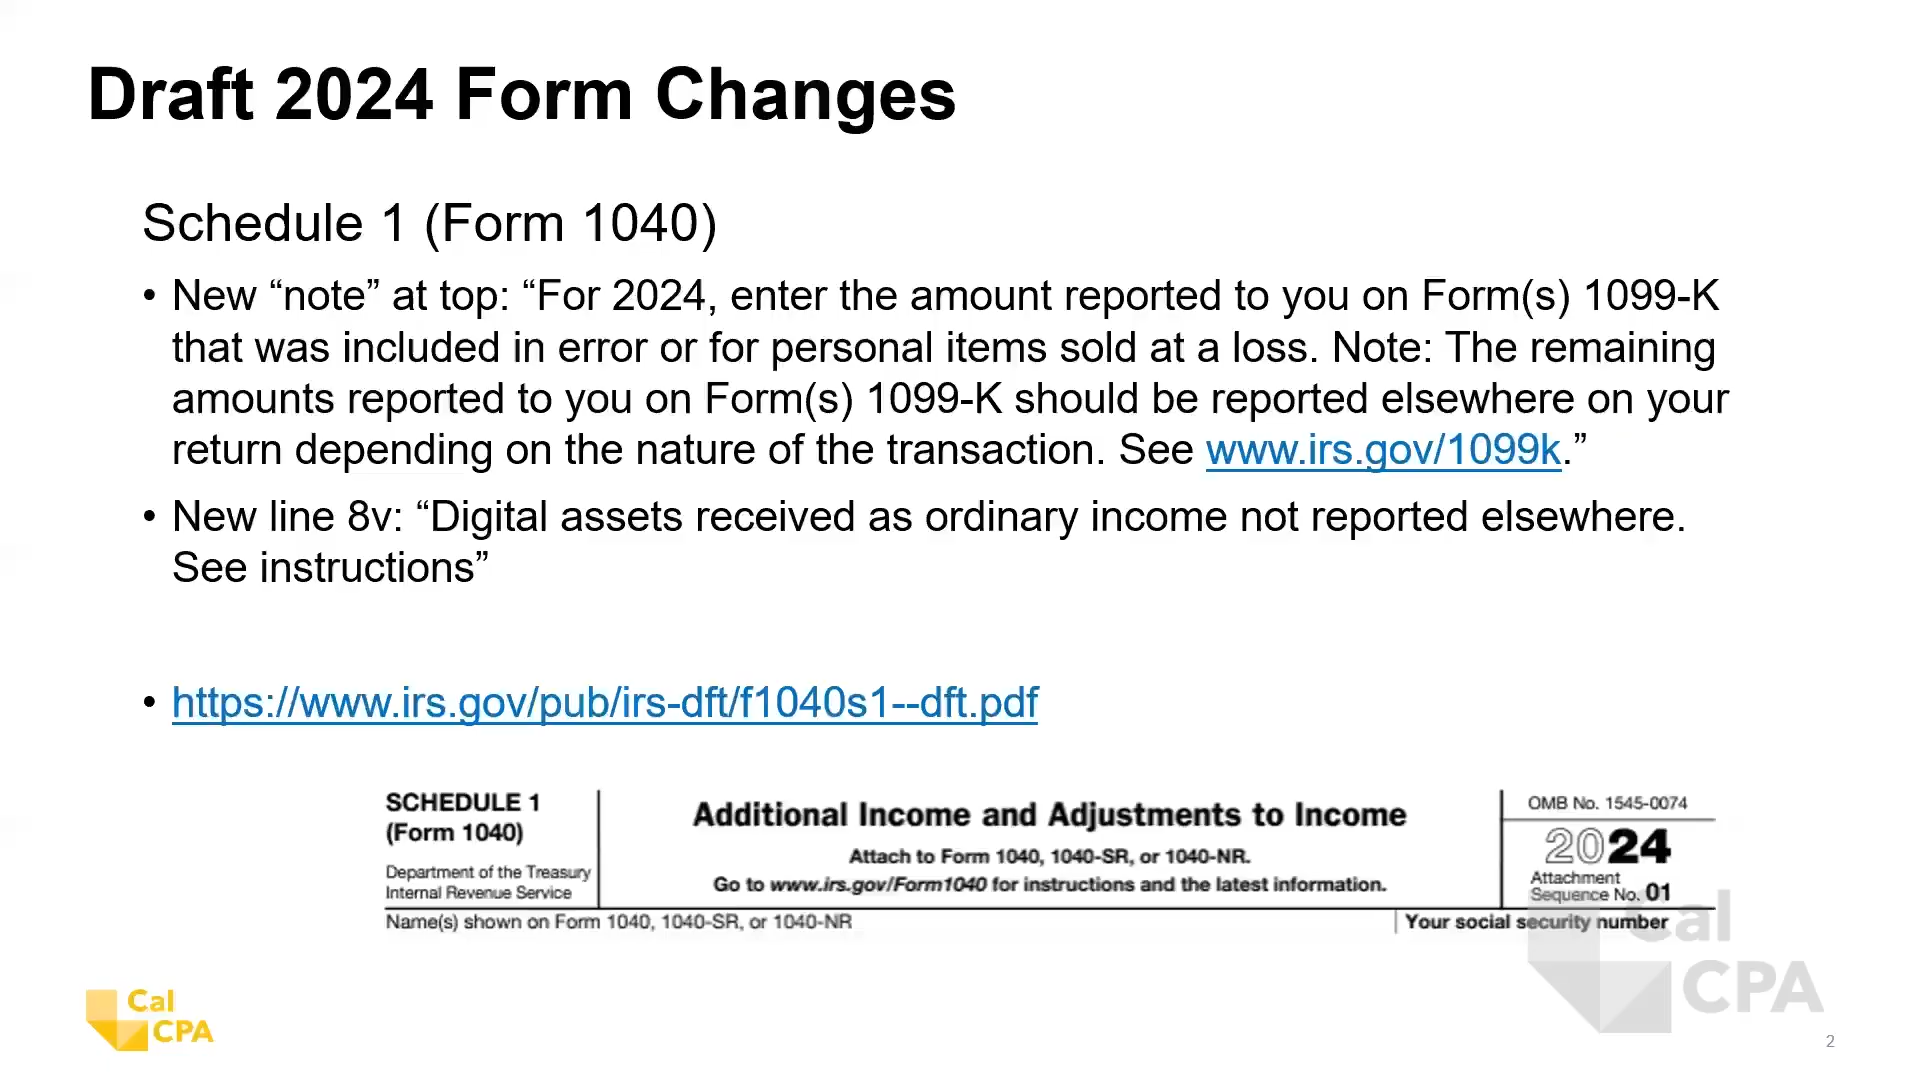 Draft 2024 Form Changes
Schedule 1 (Form 1040)
• New “note” at top: “For 2024, enter the amount reported to you on Form(s) 1099-K
that was included in error or for personal items sold at a loss. Note: The remaining
amounts reported to you on Form(s) 1099-K should be reported elsewhere on your
return depending on the nature of the transaction. See www.irs.gov/1099k.”
• New line 8v: “Digital assets received as ordinary income not reported elsewhere.
See instructions”
• https://www.irs.gov/pub/irs-dft/f1040s1--dft.pdf
SCHEDULE 1
(Form 1040)
Department of the Treasury
Internal Revenue Service
Additional Income and Adjustments to Income
Attach to Form 1040, 1040-SR, or 1040-NR.
Go to www.irs.gov/Form1040 for instructions and the latest information.
OMB No. 1545-0074
2024
Attachment
Sequence No. 01
Name(s) shown on Form 1040, 1040-SR, or 1040-NR
Your social security number
Cal
CPA
Cal
CPA
2